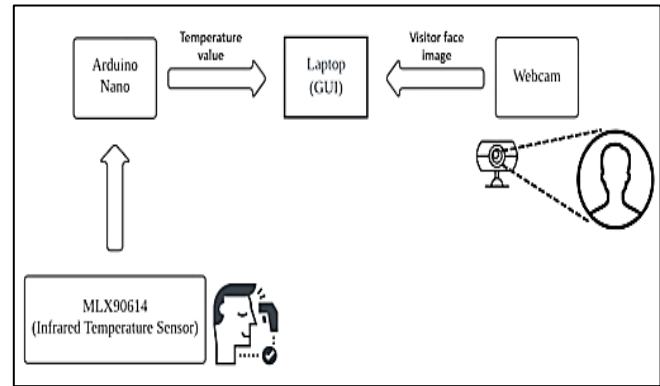 Temperature
value
Visitor face
image
Arduino
Nano
Laptop
(GUI)
Webcam
MLX90614
(Infrared Temperature Sensor)